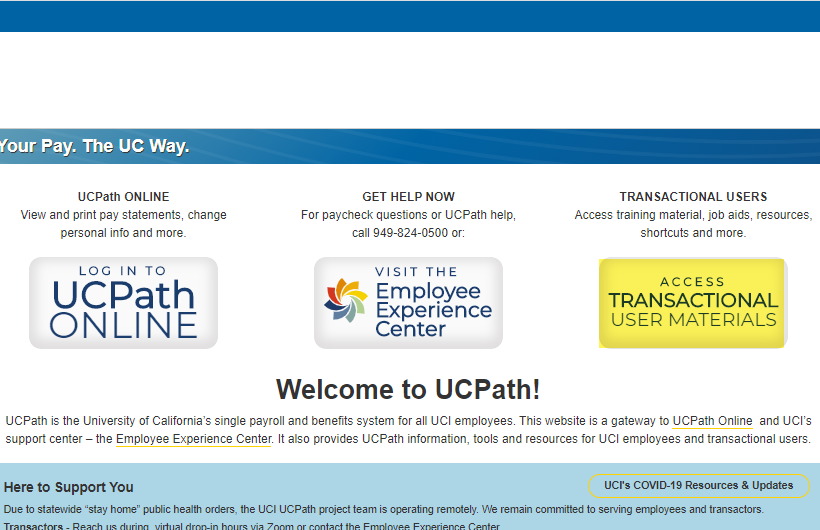 Your Pay. The UC Way.
UCPath ONLINE
View and print pay statements, change
personal info and more.
LOG IN TO
UCPath
ONLINE
GET HELP NOW
For paycheck questions or UCPath help,
call 949-824-0500 or:
VISIT THE
Employee
Experience
Center
TRANSACTIONAL USERS
Access training material, job aids, resources,
shortcuts and more.
ACCESS
TRANSACTIONAL
USER MATERIALS
Welcome to UCPath!
UCPath is the University of California's single payroll and benefits system for all UCI employees. This website is a gateway to UCPath Online and UCI's
support center – the Employee Experience Center. It also provides UCPath information, tools and resources for UCI employees and transactional users.
Here to Support You
UCI's COVID-19 Resources & Updates
Due to statewide “stay home” public health orders, the UCI UCPath project team is operating remotely. We remain committed to serving employees and transactors.
Transactors - Reach us during virtual drop-in hours via Zoom or contact the Employee Experience Center.